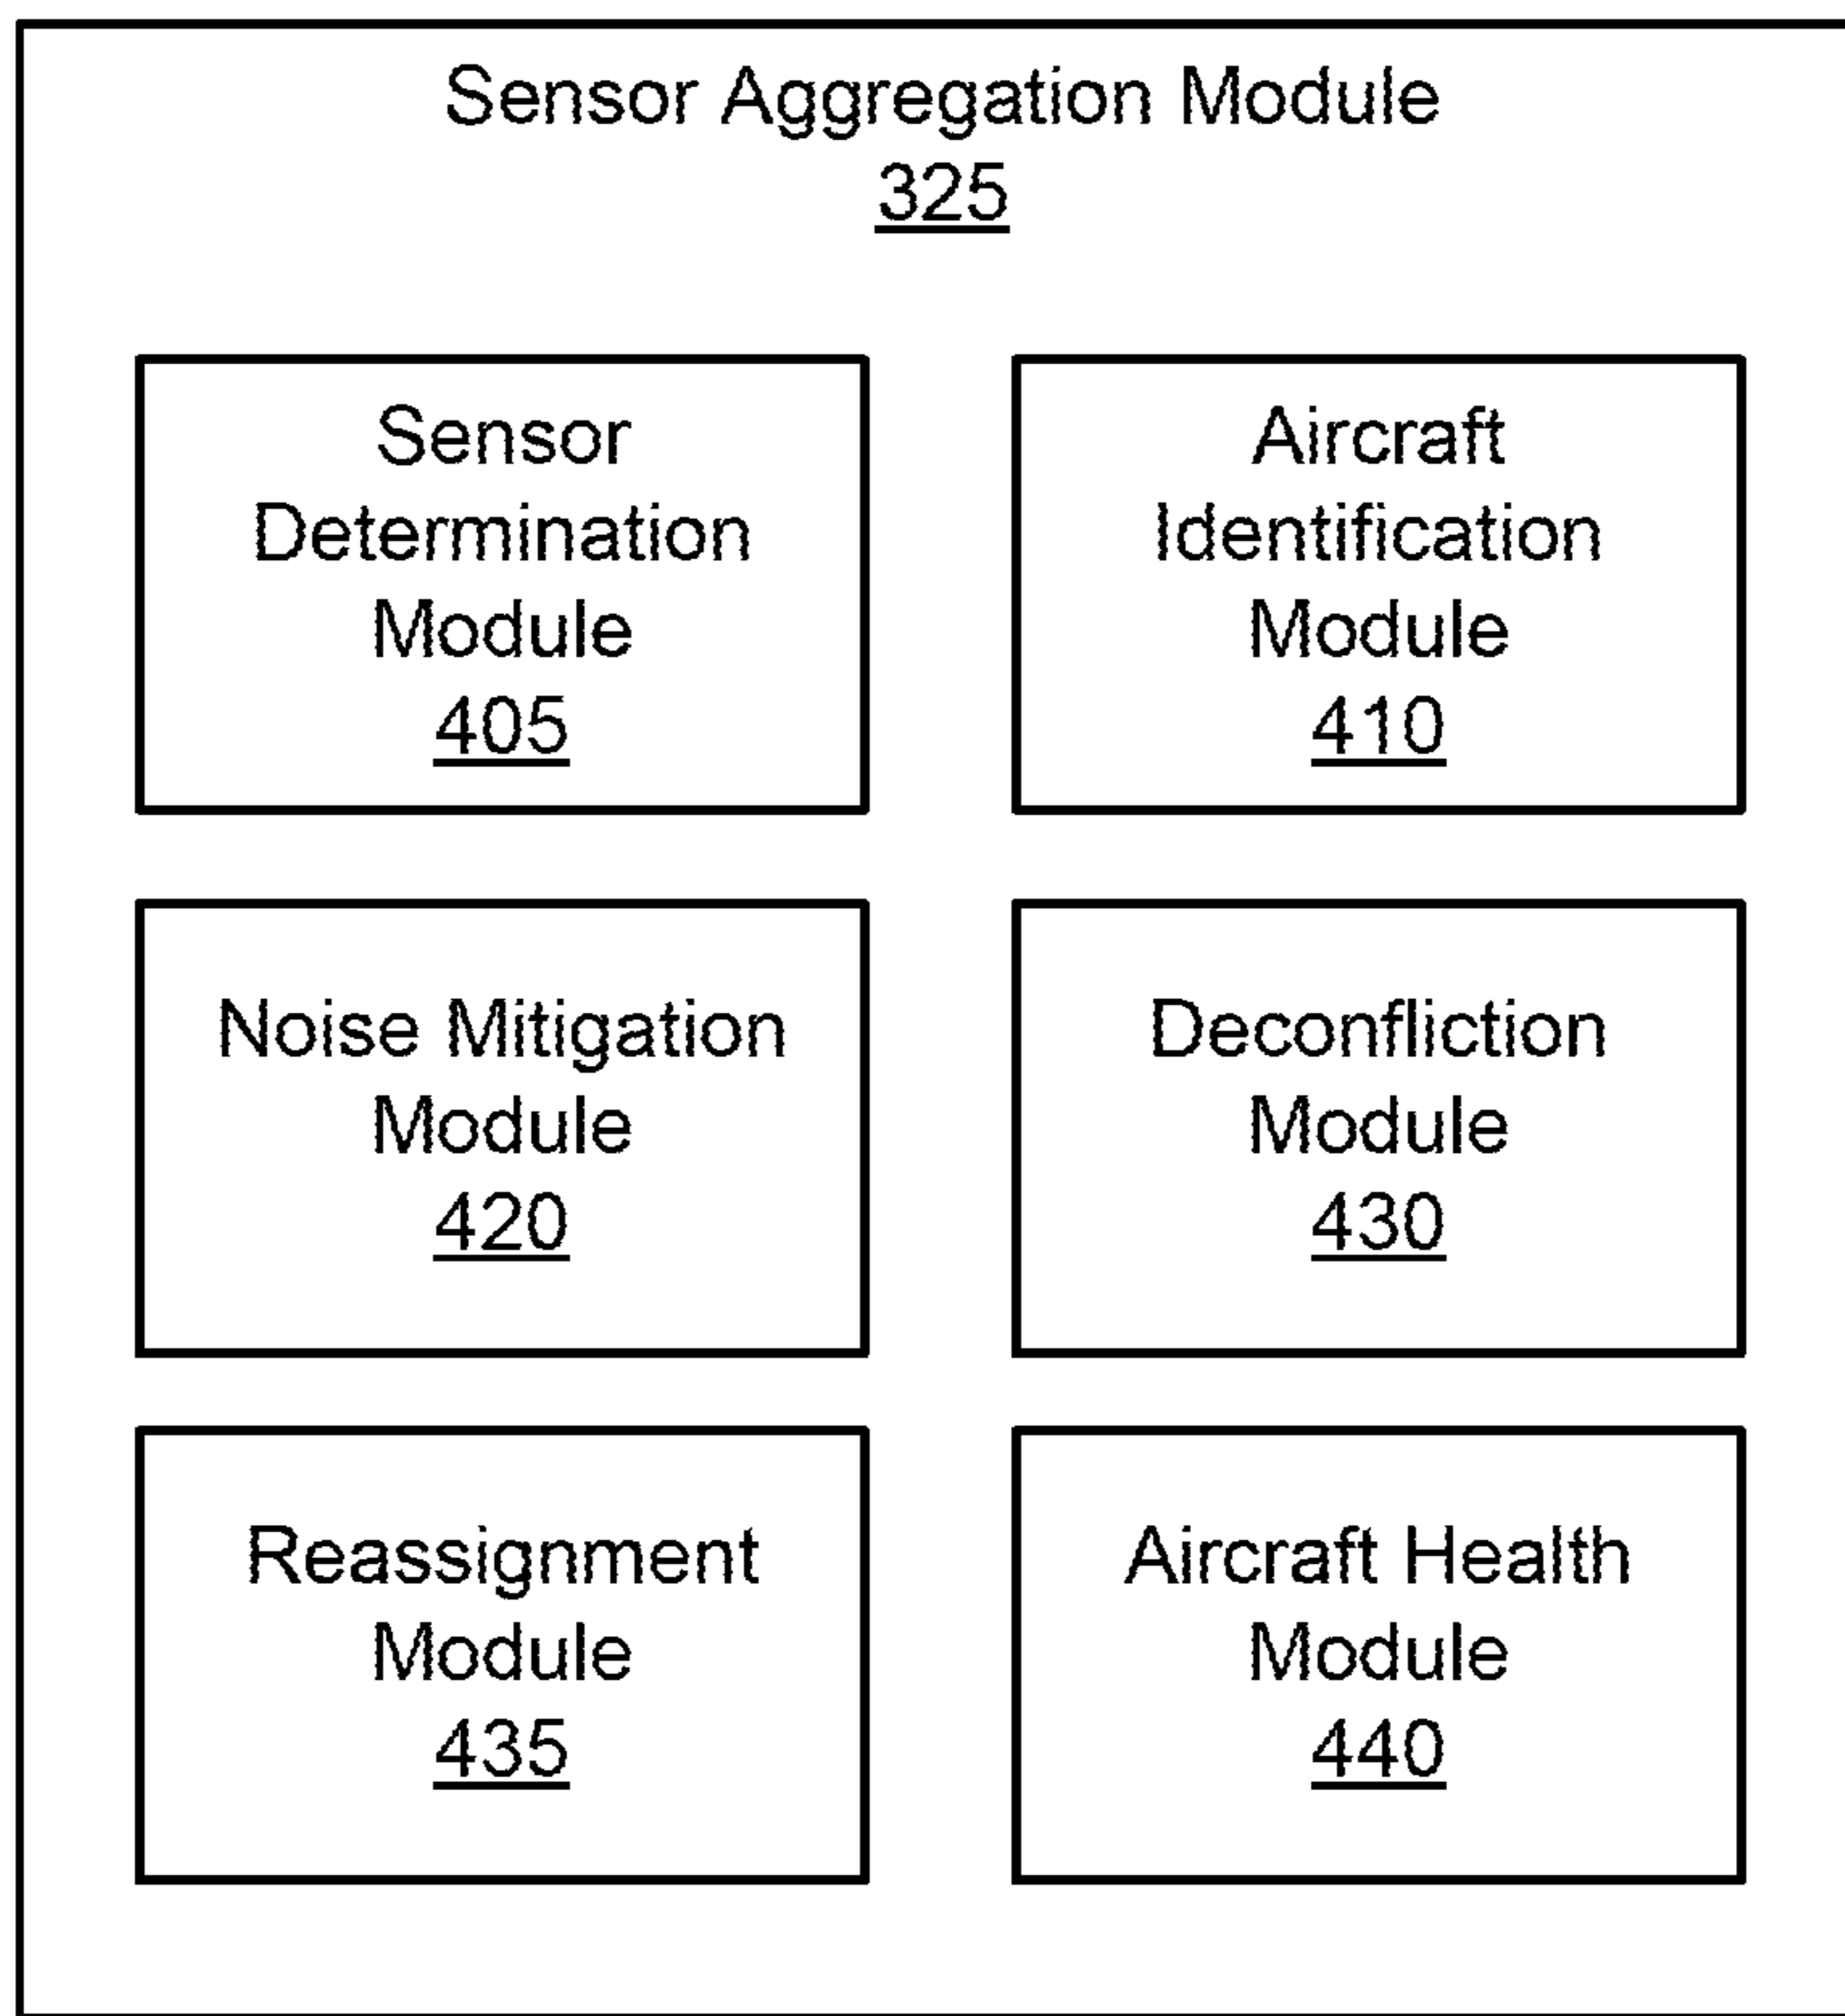 Sensor Aggregation Module
325
Sensor
Determination
Module
405
Aircraft
Identification
Module
410
Noise Mitigation
Module
420
Deconfliction
Module
430
Reassignment
Module
435
Aircraft Health
Module
440